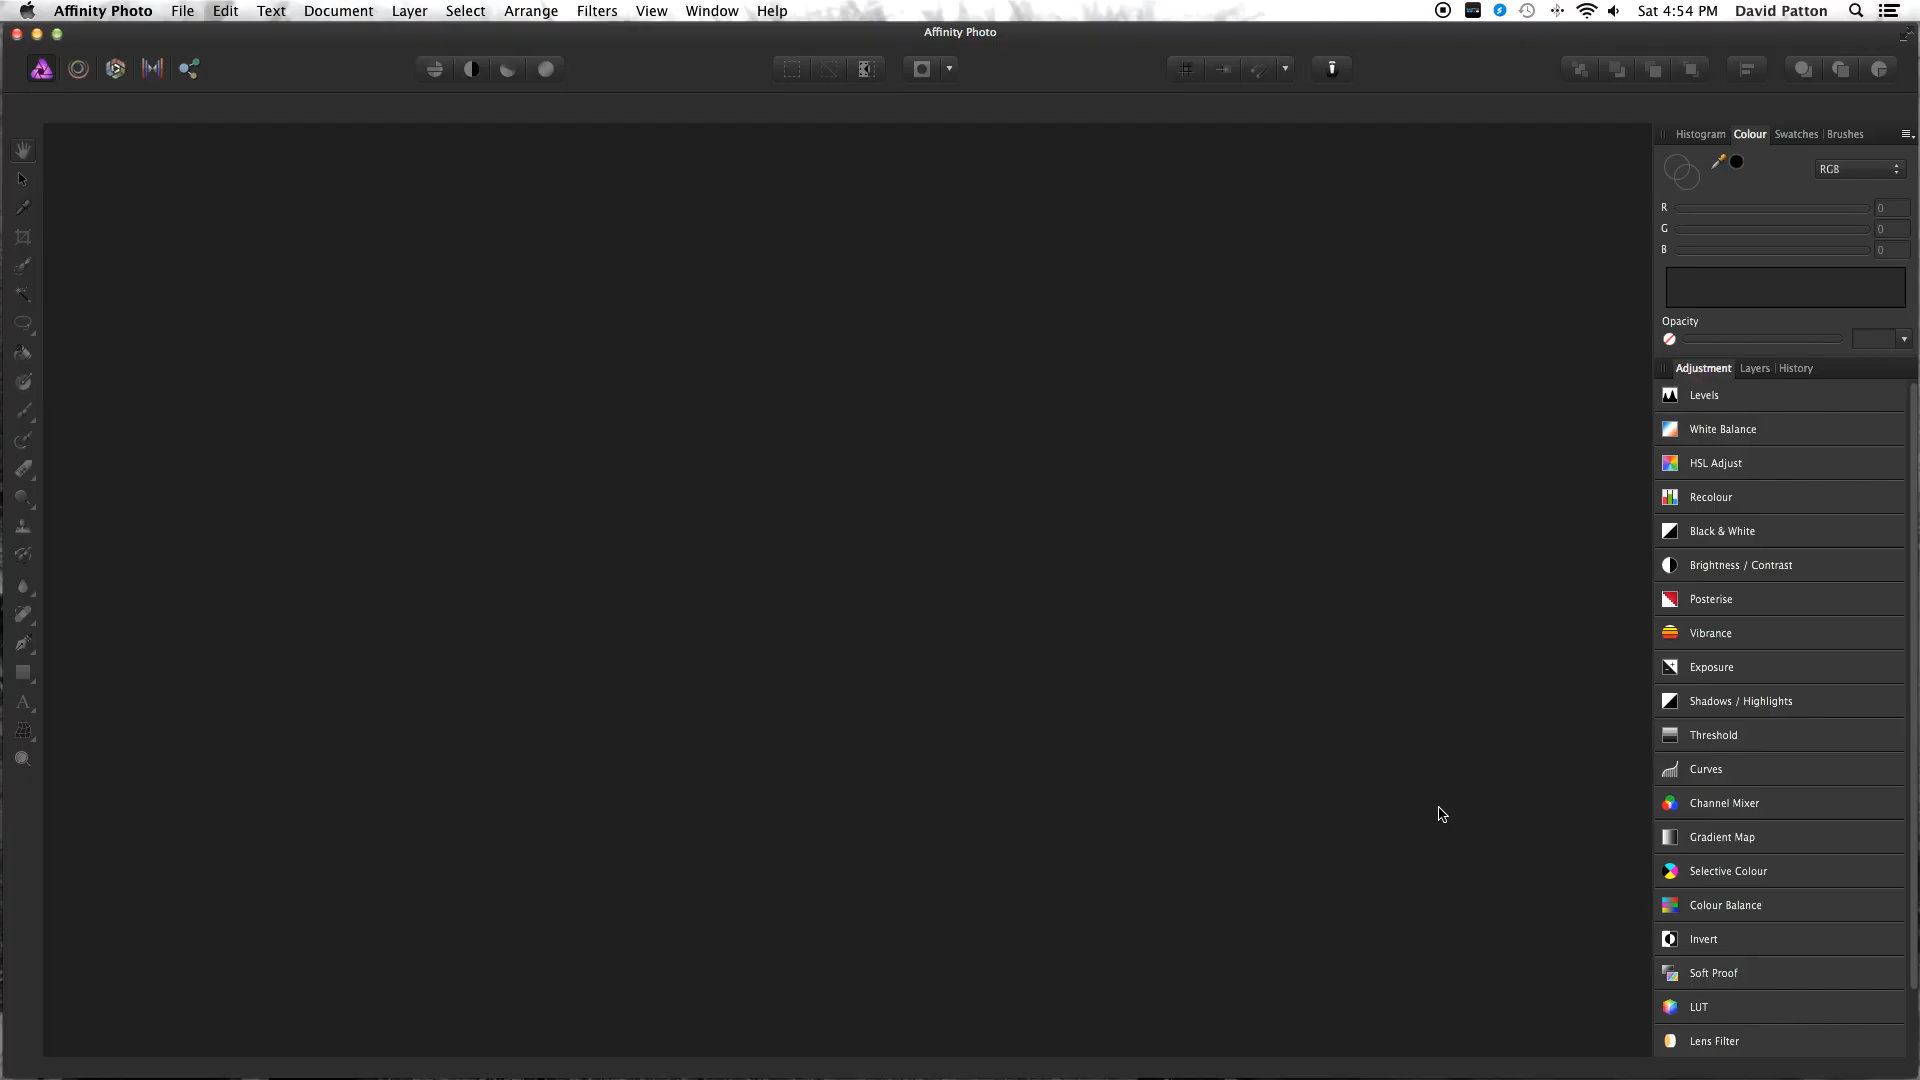 Affinity Photo File Edit Text Document Layer Select Arrange Filters View Window Help Sat 4:54 PM David Patton
Affinity Photo
Histogram Colour Swatches Brushes
RGB
R 0
G 0
B 0
Opacity
Adjustment Layers History
Levels
White Balance
HSL Adjust
Recolour
Black & White
Brightness / Contrast
Posterise
Vibrance
Exposure
Shadows / Highlights
Threshold
Curves
Channel Mixer
Gradient Map
Selective Colour
Colour Balance
Invert
Soft Proof
LUT
Lens Filter